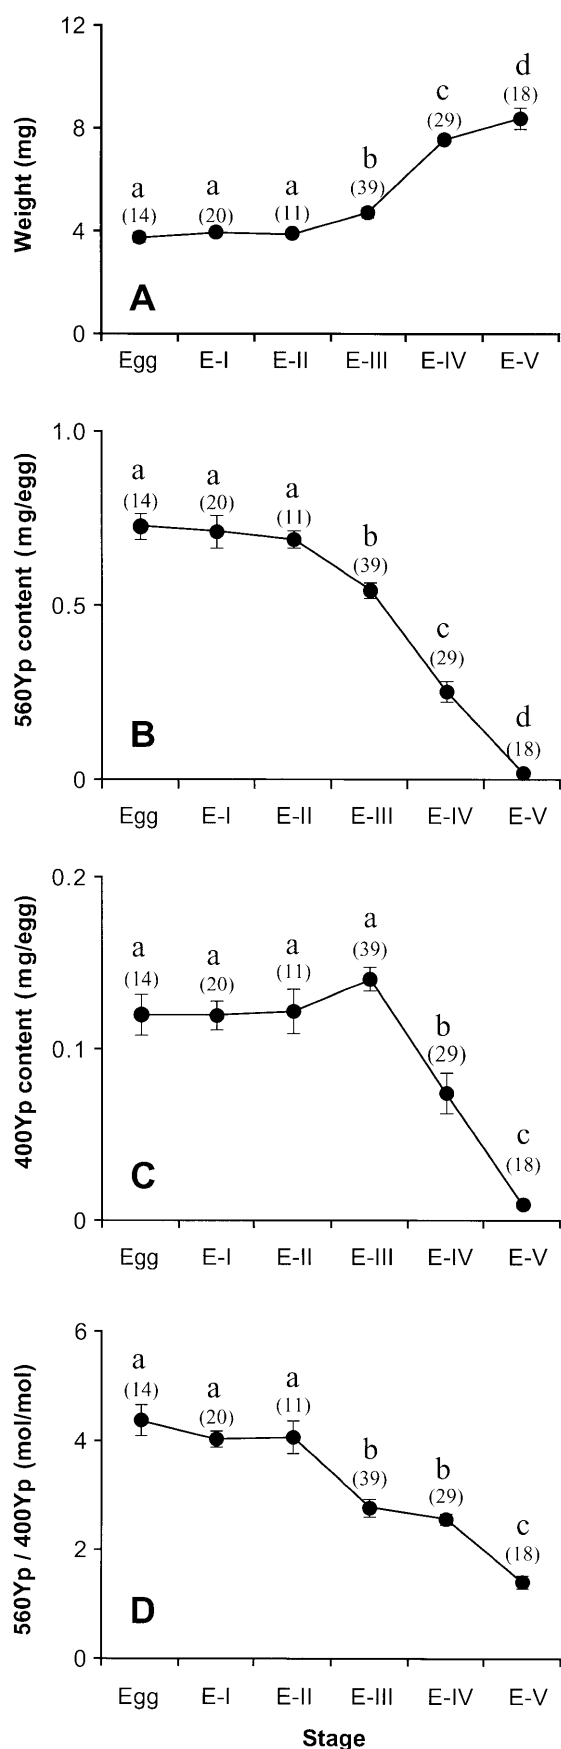 12
d
c
(18)
Weight (mg)
8
(29)
b
a
a
a
(39)
(14)
(20)
(11)
4
A
0
Egg
E-I
E-II
E-III
E-IV
E-V
1.0
a
a
a
(14)
(20)
(11)
b
560Yp content (mg/egg)
(39)
0.5
c
(29)
d
B
(18)
0
Egg
E-I
E-II
E-III
E-IV
E-V
0.2
a
a
a
a
(39)
(14)
(20)
(11)
400Yp content (mg/egg)
0.1
b
(29)
c
C
(18)
0
Egg
E-I
E-II
E-III
E-IV
E-V
6
a
a
a
(14)
(20)
(11)
560Yp / 400Yp (mol/mol)
4
b
b
(39)
(29)
c
2
(18)
D
0
Egg
E-I
E-II
E-III
E-IV
E-V
Stage